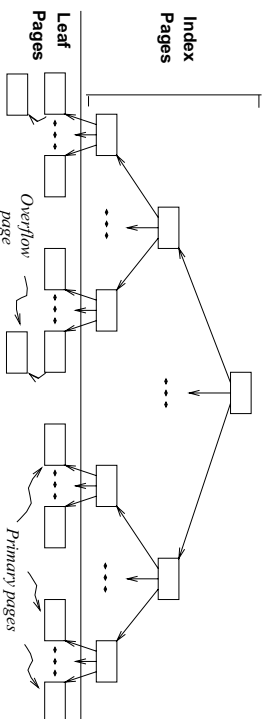 Index
Pages
Leaf
Pages
Overflow
page
Primary pages